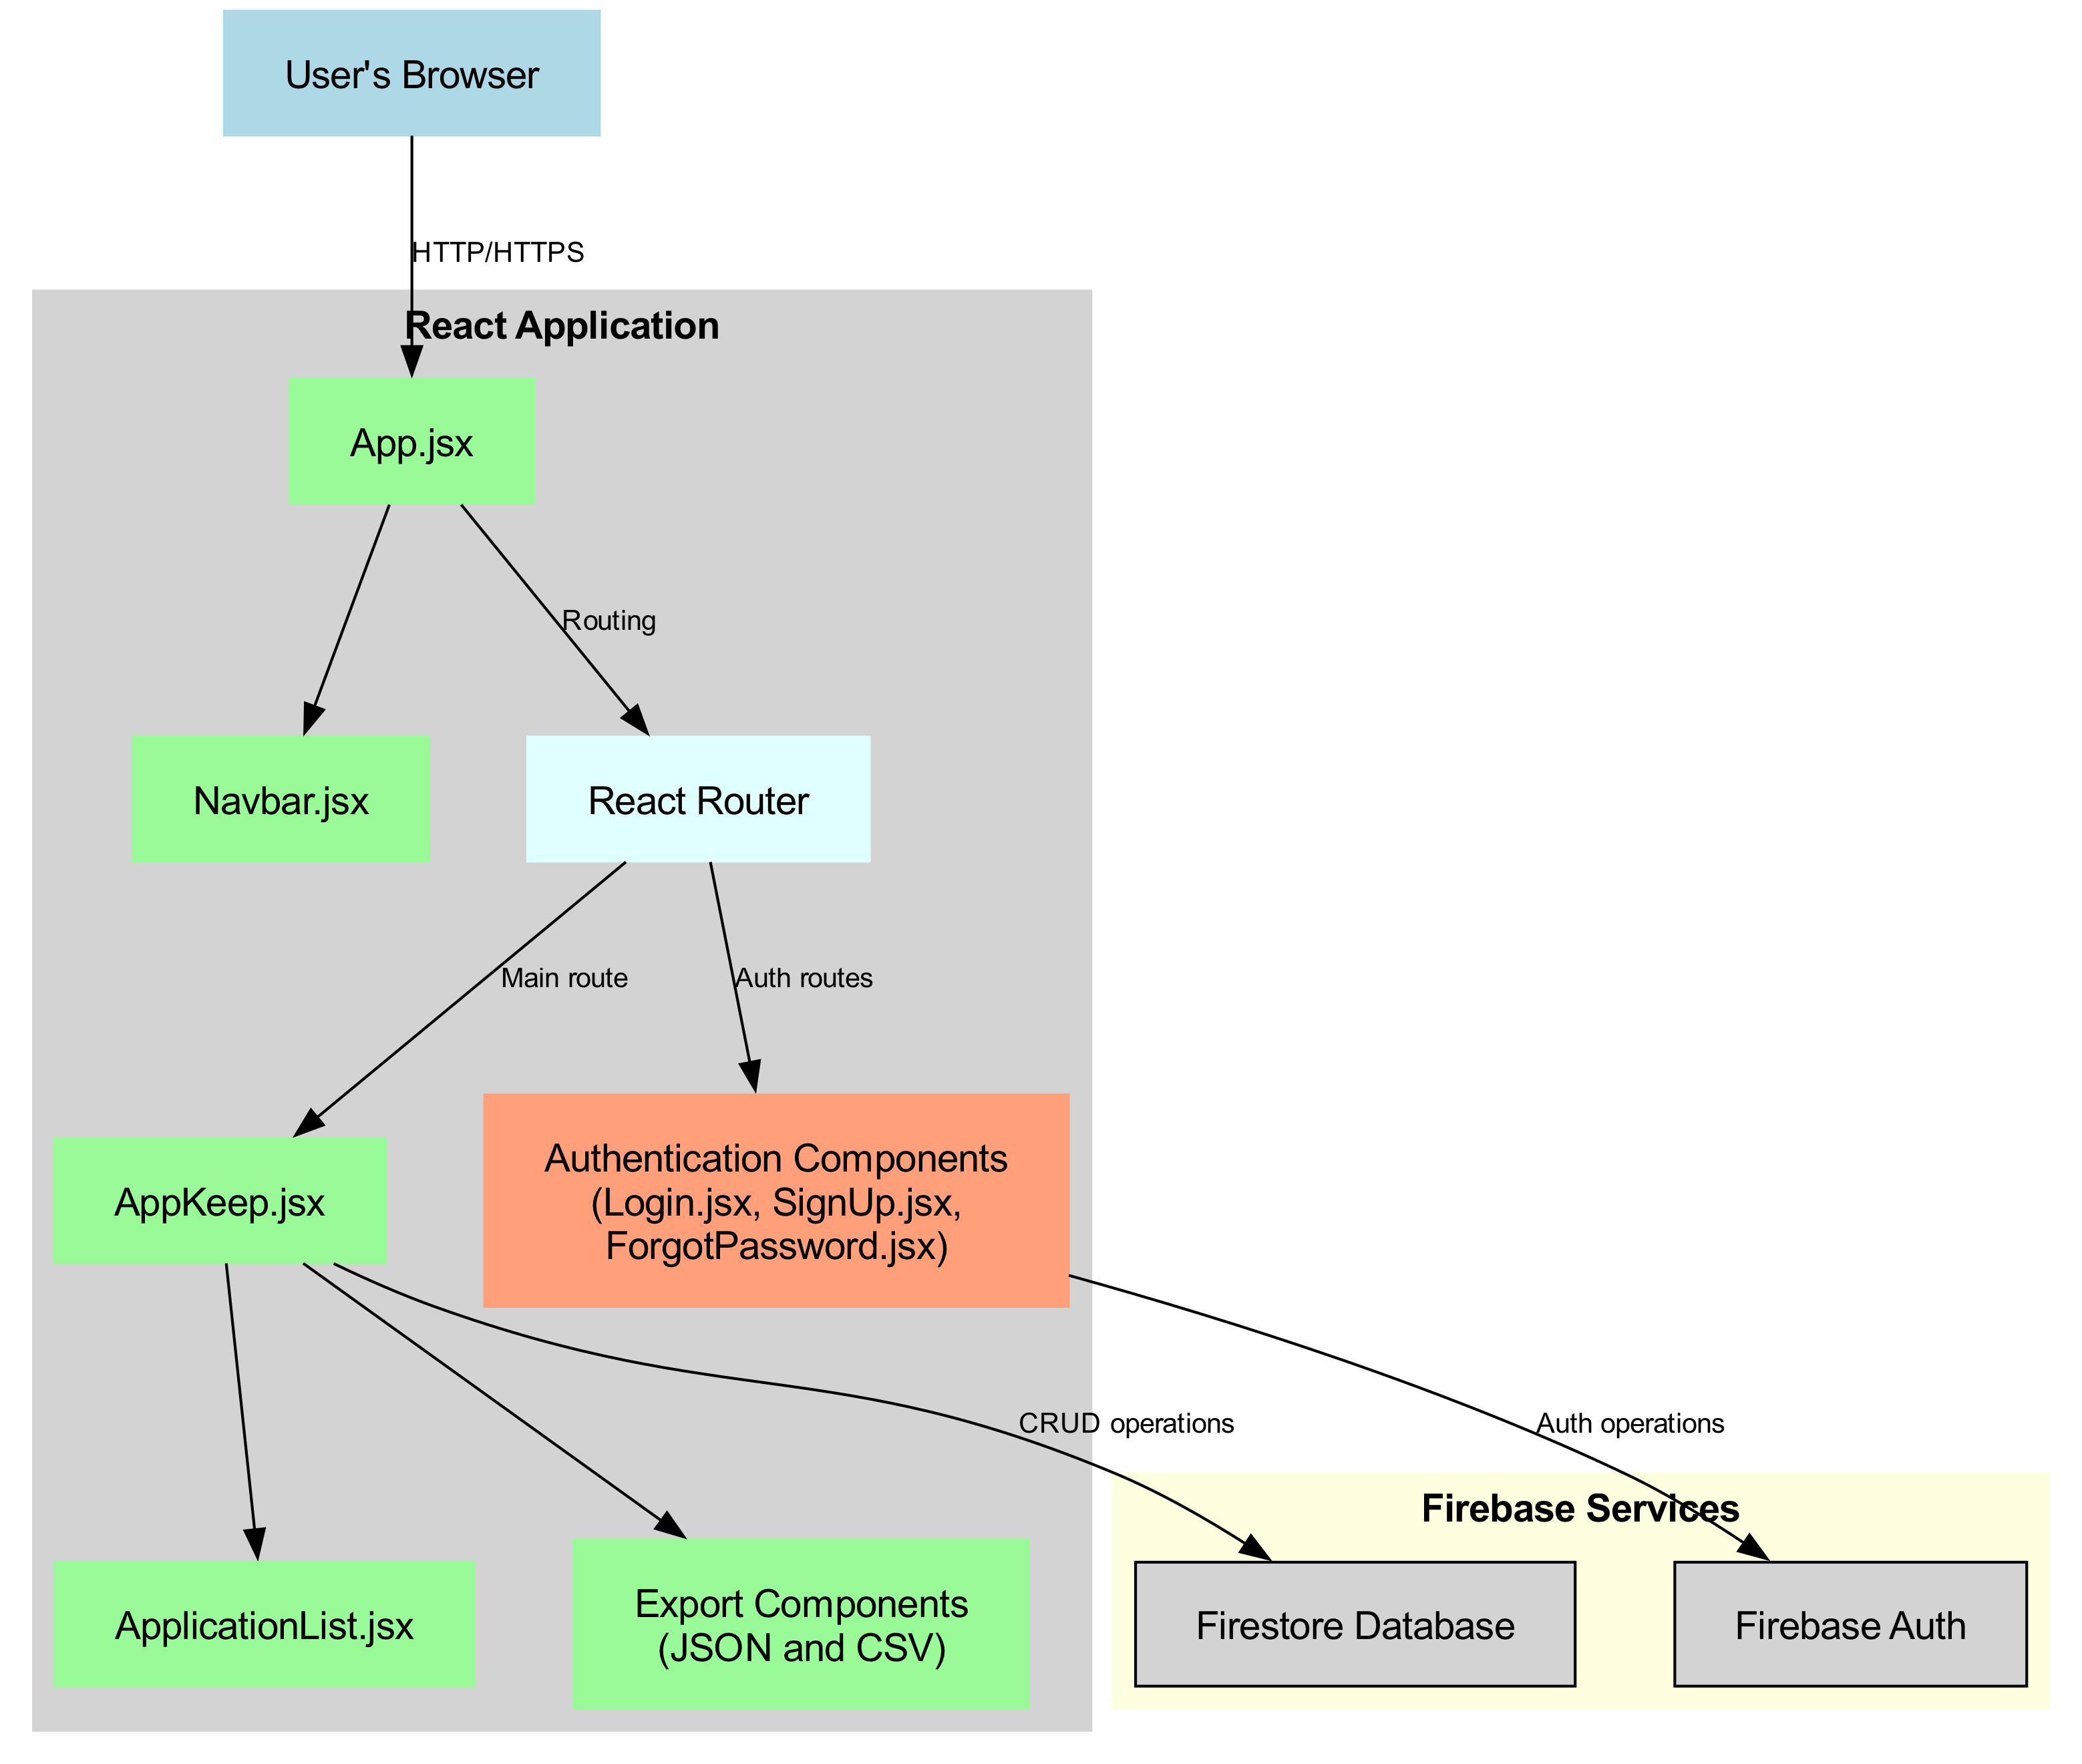 User's Browser
HTTP/HTTPS
React Application
App.jsx
Routing
Navbar.jsx
React Router
Main route
Auth routes
AppKeep.jsx
Authentication Components
(Login.jsx, SignUp.jsx,
ForgotPassword.jsx)
CRUD operations
Auth operations
Firebase Services
ApplicationList.jsx
Export Components
(JSON and CSV)
Firestore Database
Firebase Auth